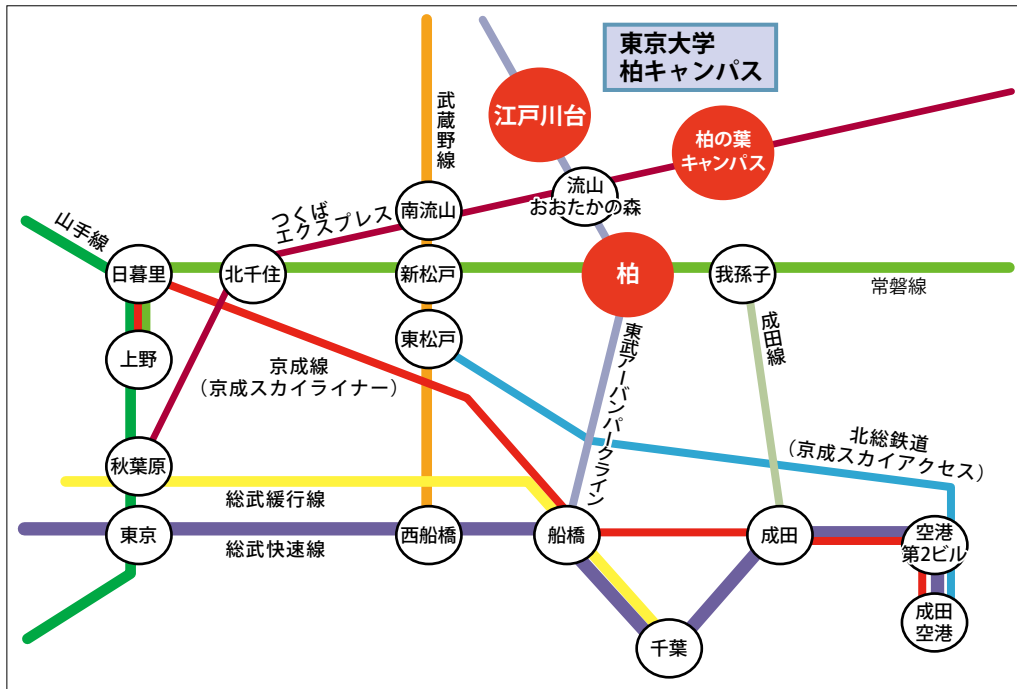 東京大学
柏キャンパス
江戸川台
武蔵野線
柏の葉
キャンパス
流山
おおたかの森
つくば
エクスプレス
南流山
山手線
日暮里
北千住
新松戸
柏
我孫子
常磐線
東松戸
上野
京成線
（京成スカイライナー）
東武アーバンパークライン
成田線
北総鉄道
（京成スカイアクセス）
秋葉原
総武緩行線
東京
総武快速線
西船橋
船橋
成田
空港
第2ビル
成田
空港
千葉